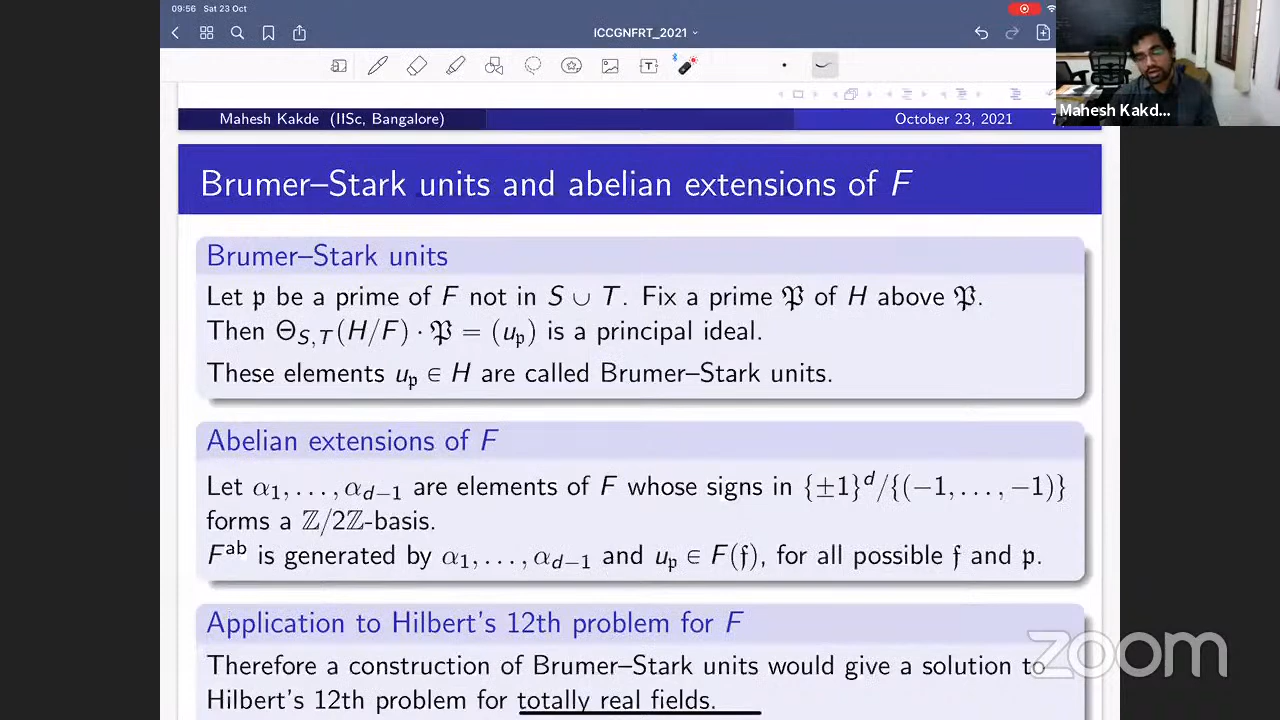 09:56 Sat 23 Oct
ICCGNFRT_2021
Mahesh Kakd...
Mahesh Kakde (IISc, Bangalore) October 23, 2021 7
Brumer–Stark units and abelian extensions of F
Brumer–Stark units
Let 𝔭 be a prime of F not in S ∪ T. Fix a prime 𝔓 of H above 𝔓.
Then Θ_{S,T}(H/F) · 𝔓 = (u_𝔭) is a principal ideal.
These elements u_𝔭 ∈ H are called Brumer–Stark units.
Abelian extensions of F
Let α₁, . . . , α_{d−1} are elements of F whose signs in {±1}^d/{(−1, . . . , −1)}
forms a ℤ/2ℤ-basis.
F^{ab} is generated by α₁, . . . , α_{d−1} and u_𝔭 ∈ F(𝔣), for all possible 𝔣 and 𝔭.
Application to Hilbert's 12th problem for F
Therefore a construction of Brumer–Stark units would give a solution to
Hilbert's 12th problem for totally real fields.
zoom